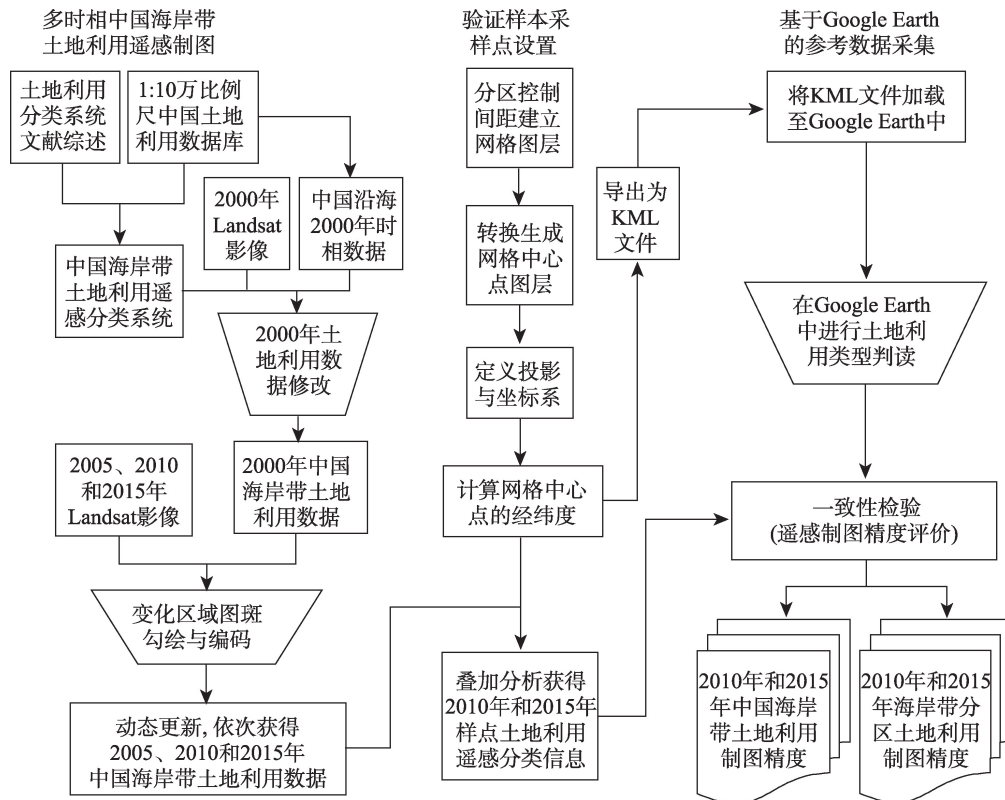 多时相中国海岸带
土地利用遥感制图
土地利用
分类系统
文献综述
1:10万比例
尺中国土地
利用数据库
2000年
Landsat
影像
中国沿海
2000年时
相数据
中国海岸带
土地利用遥
感分类系统
2000年土
地利用数
据修改
2005、2010
和2015年
Landsat影像
2000年中国
海岸带土地
利用数据
变化区域图斑
勾绘与编码
动态更新, 依次获得
2005、2010和2015年
中国海岸带土地利用数据
验证样本采
样点设置
分区控制
间距建立
网格图层
转换生成
网格中心
点图层
定义投影
与坐标系
计算网格中心
点的经纬度
叠加分析获得
2010年和2015年
样点土地利用
遥感分类信息
导出为
KML
文件
基于Google Earth
的参考数据采集
将KML文件加载
至Google Earth中
在Google Earth
中进行土地利
用类型判读
一致性检验
(遥感制图精度评价)
2010年和2015
年中国海岸
带土地利用
制图精度
2010年和2015
年海岸带分
区土地利用
制图精度